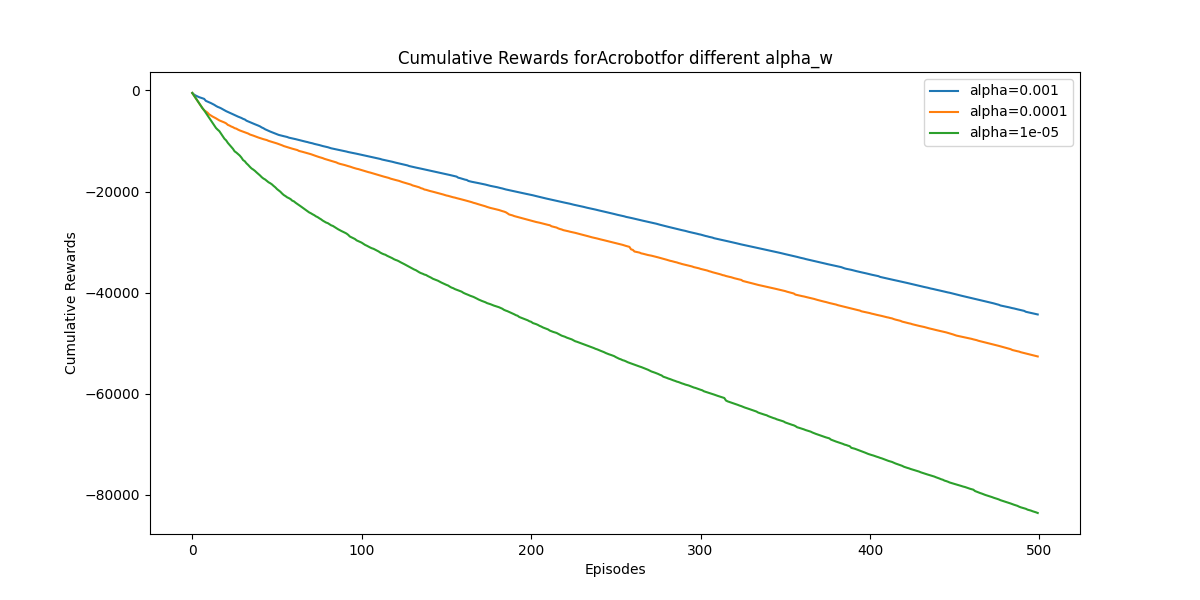 Cumulative Rewards forAcrobotfor different alpha_w
alpha=0.001
alpha=0.0001
alpha=1e-05
0
−20000
−40000
−60000
−80000
Cumulative Rewards
0 100 200 300 400 500
Episodes